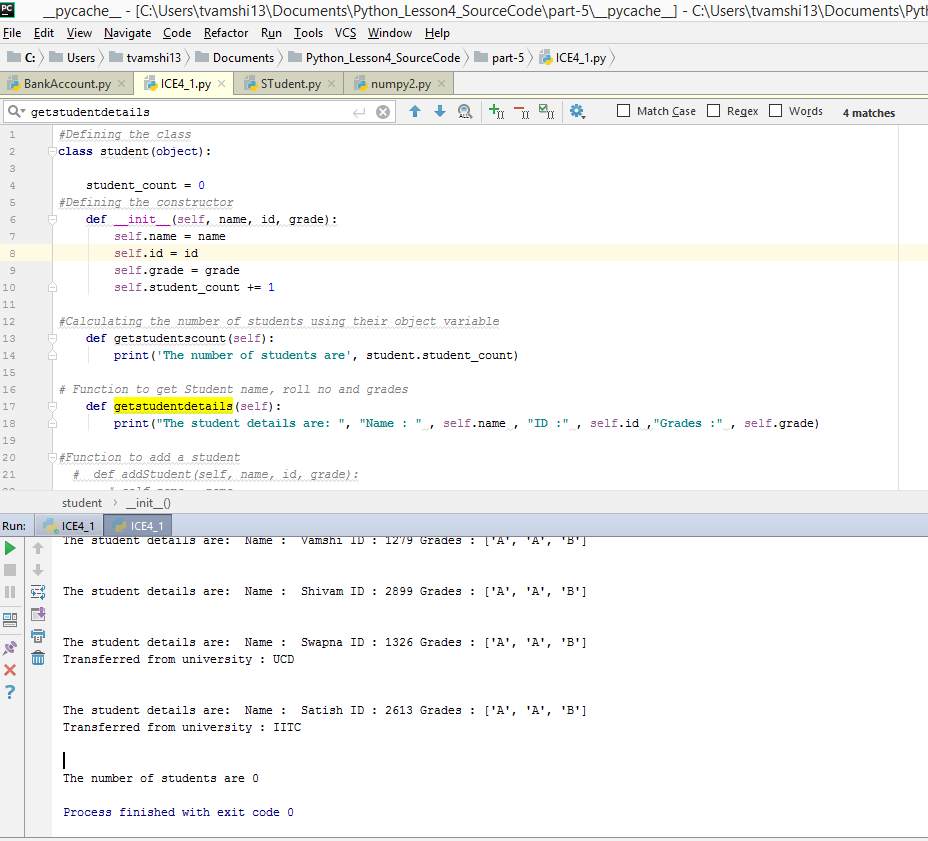 PC __pycache__ - [C:\Users\tvamshi13\Documents\Python_Lesson4_SourceCode\part-5\__pycache__] - C:\Users\tvamshi13\Documents\Pyth
File Edit View Navigate Code Refactor Run Tools VCS Window Help
C: Users tvamshi13 Documents Python_Lesson4_SourceCode part-5 ICE4_1.py
BankAccount.py ICE4_1.py STudent.py numpy2.py
getstudentdetails Match Case Regex Words 4 matches
1 #Defining the class
2 class student(object):
3
4 student_count = 0
5 #Defining the constructor
6 def __init__(self, name, id, grade):
7 self.name = name
8 self.id = id
9 self.grade = grade
10 self.student_count += 1
11
12 #Calculating the number of students using their object variable
13 def getstudentscount(self):
14 print('The number of students are', student.student_count)
15
16 # Function to get Student name, roll no and grades
17 def getstudentdetails(self):
18 print("The student details are: ", "Name : " , self.name , "ID :" , self.id ,"Grades :" , self.grade)
19
20 #Function to add a student
21 # def addStudent(self, name, id, grade):
student __init__()
Run: ICE4_1 ICE4_1
The student details are: Name : Vamshi ID : 1279 Grades : ['A', 'A', 'B']
The student details are: Name : Shivam ID : 2899 Grades : ['A', 'A', 'B']
The student details are: Name : Swapna ID : 1326 Grades : ['A', 'A', 'B']
Transferred from university : UCD
The student details are: Name : Satish ID : 2613 Grades : ['A', 'A', 'B']
Transferred from university : IITC
The number of students are 0
Process finished with exit code 0